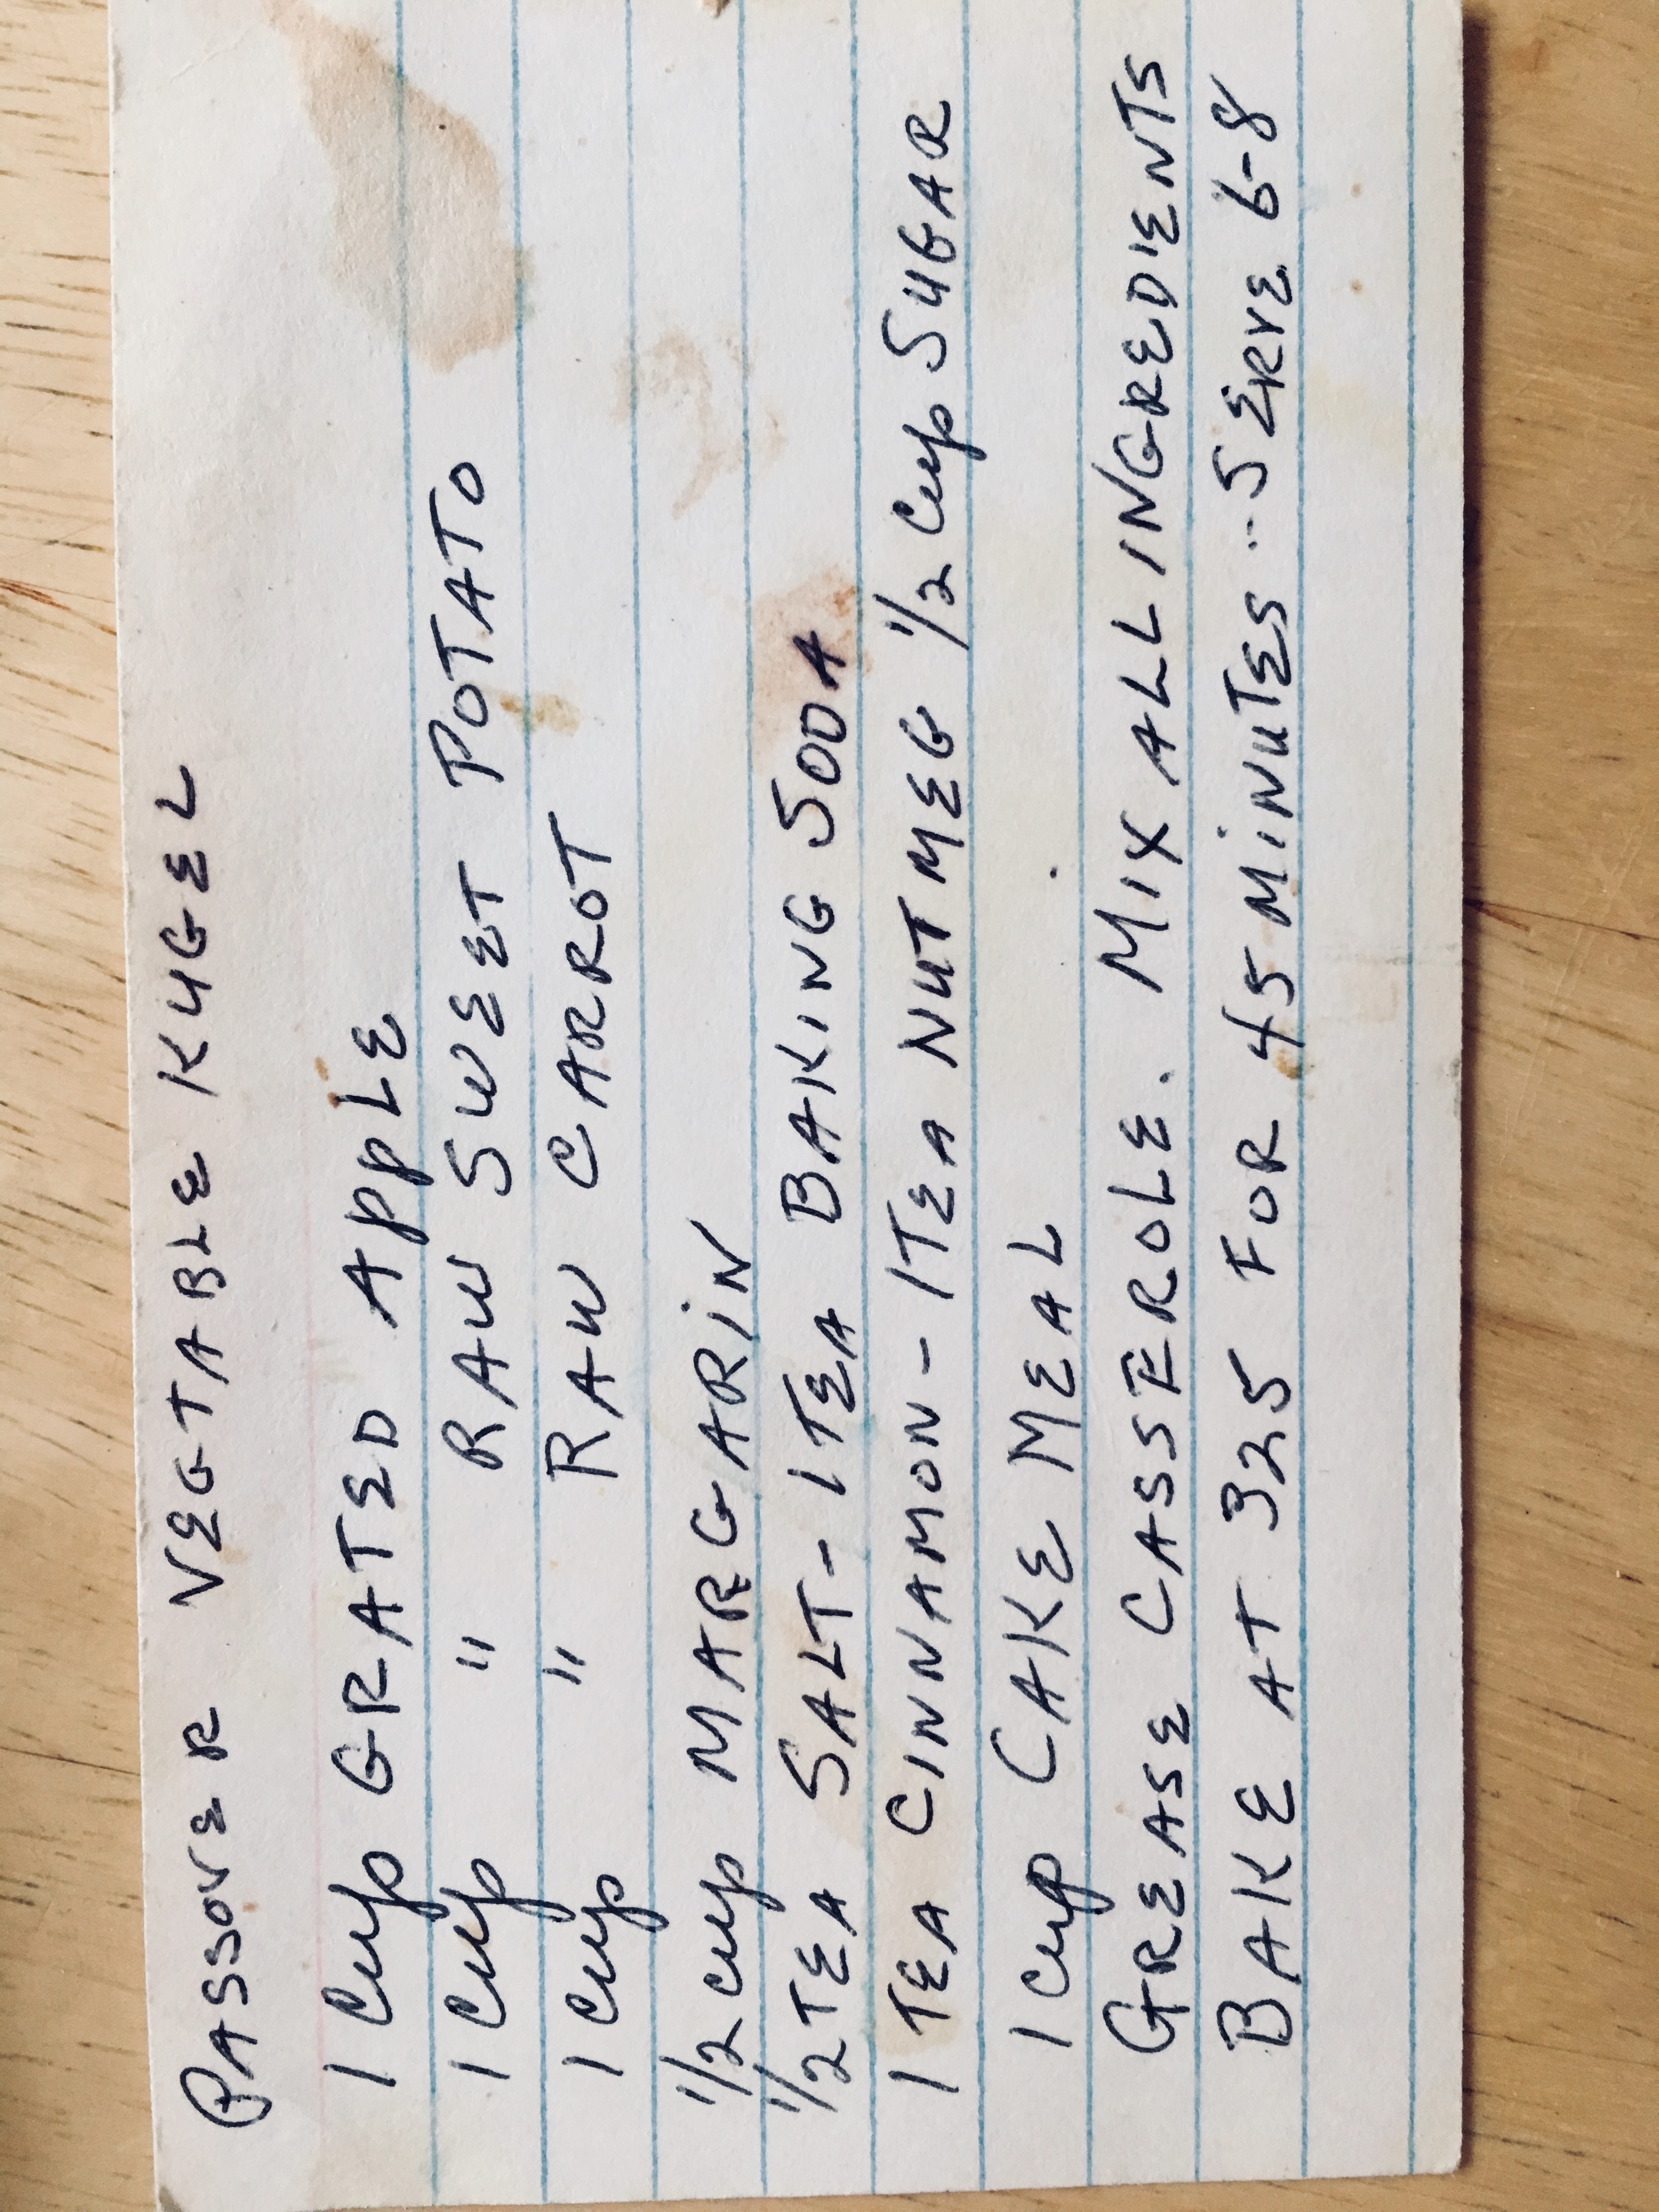 PASSOVER VEGTABLE KUGEL
1 Cup GRATED APPLE
1 Cup " RAW SWEET POTATO
1 Cup " RAW CARROT
1/2 Cup MARGARIN
1/2 TEA SALT - 1 TEA BAKING SODA
1 TEA CINNAMON - 1 TEA NUTMEG 1/2 Cup SUGAR
1 Cup CAKE MEAL
GREASE CASSEROLE. MIX ALL INGREDIENTS
BAKE AT 325 FOR 45 MINUTES .. SERVE 6-8